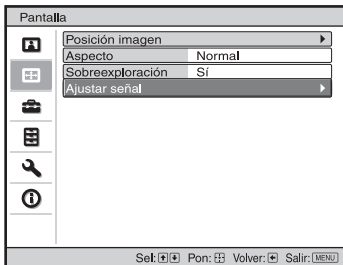 Pantalla
Posición imagen
Aspecto Normal
Sobreexploración Sí
Ajustar señal
Sel: Pon: Volver: Salir: MENU